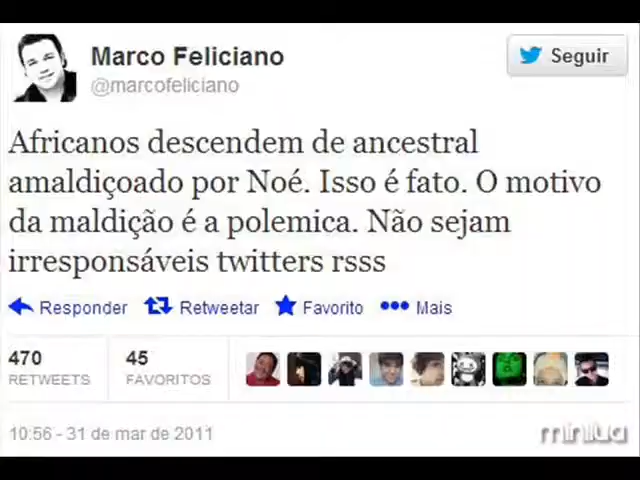 Marco Feliciano
@marcofeliciano
Seguir
Africanos descendem de ancestral
amaldiçoado por Noé. Isso é fato. O motivo
da maldição é a polemica. Não sejam
irresponsáveis twitters rsss
Responder Retweetar Favorito Mais
470 45
RETWEETS FAVORITOS
10:56 - 31 de mar de 2011
minilua